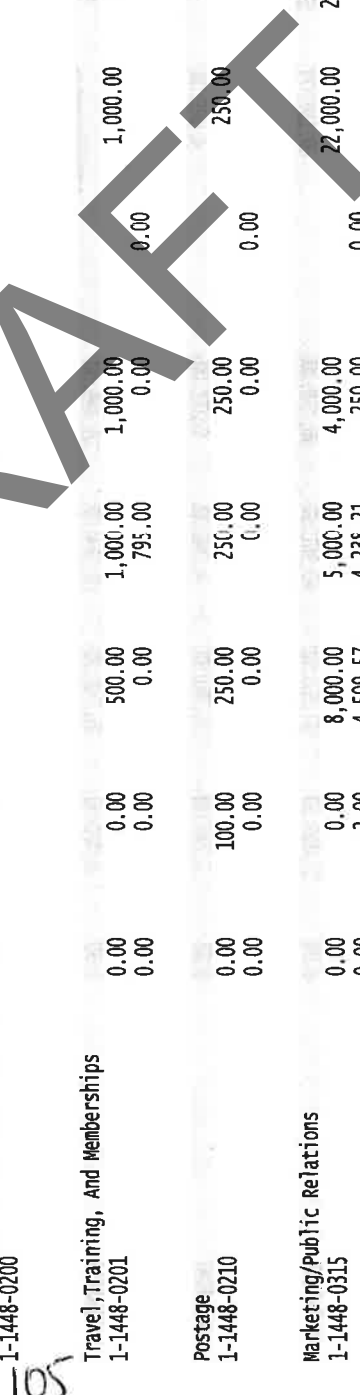 1-1448-0200
105
Travel,Training, And Memberships
1-1448-0201 0.00 0.00 500.00 1,000.00 1,000.00 1,000.00
0.00 0.00 0.00 795.00 0.00 0.00
Postage
1-1448-0210 0.00 100.00 250.00 250.00 250.00 250.00
0.00 0.00 0.00 0.00 0.00 0.00
Marketing/Public Relations
1-1448-0315 0.00 0.00 8,000.00 5,000.00 4,000.00 22,000.00
AFT